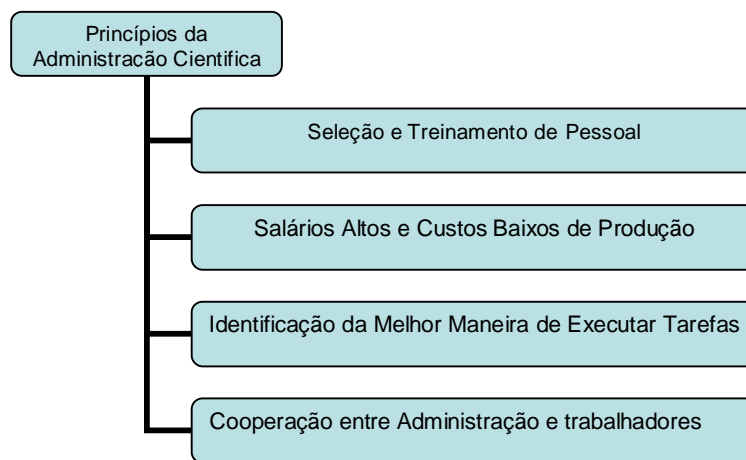 Princípios da
Administração Cientifica
Seleção e Treinamento de Pessoal
Salários Altos e Custos Baixos de Produção
Identificação da Melhor Maneira de Executar Tarefas
Cooperação entre Administração e trabalhadores